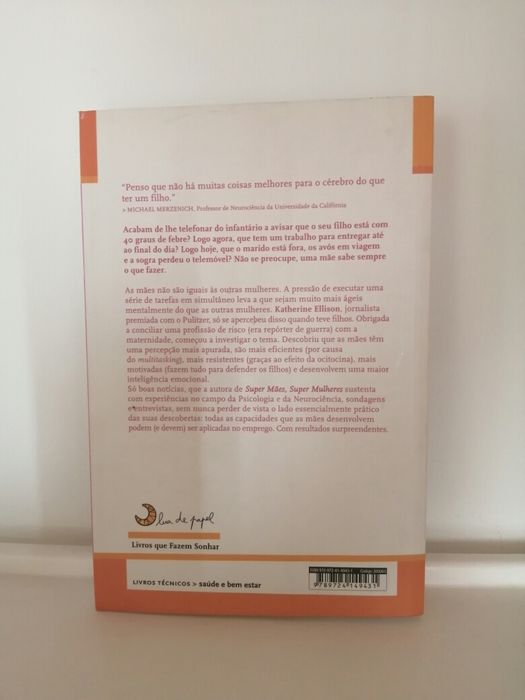 "Penso que não há muitas coisas melhores para o cérebro do que
ter um filho."
> MICHAEL MERZENICH, Professor de Neurociência da Universidade da Califórnia
Acabam de lhe telefonar do infantário a avisar que o seu filho está com
40 graus de febre? Logo agora, que tem um trabalho para entregar até
ao final do dia? Logo hoje, que o marido está fora, os avós em viagem
e a sogra perdeu o telemóvel? Não se preocupe, uma mãe sabe sempre
o que fazer.
As mães não são iguais às outras mulheres. A pressão de executar uma
série de tarefas em simultâneo leva a que sejam muito mais ágeis
mentalmente do que as outras mulheres. Katherine Ellison, jornalista
premiada com o Pulitzer, só se apercebeu disso quando teve filhos. Obrigada
a conciliar uma profissão de risco (era repórter de guerra) com a
maternidade, começou a investigar o tema. Descobriu que as mães têm
uma percepção mais apurada, são mais eficientes (por causa
do multitasking), mais resistentes (graças ao efeito da ocitocina), mais
motivadas (fazem tudo para defender os filhos) e desenvolvem uma maior
inteligência emocional.
Só boas notícias, que a autora de Super Mães, Super Mulheres sustenta
com experiências no campo da Psicologia e da Neurociência, sondagens
e entrevistas, sem nunca perder de vista o lado essencialmente prático
das suas descobertas: todas as capacidades que as mães desenvolvem
podem (e devem) ser aplicadas no emprego. Com resultados surpreendentes.
lua de papel
Livros que Fazem Sonhar
LIVROS TÉCNICOS > saúde e bem estar
9789724149431